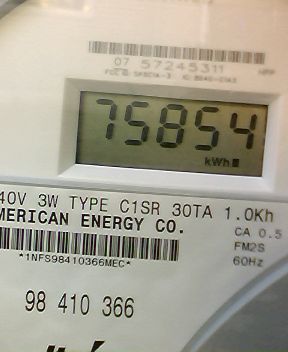 07 57245311
75854
kWh
40V 3W TYPE C1SR 30TA 1.0Kh
MERICAN ENERGY CO.
CA 0.5
FM2S
60Hz
*1NFS98410366MEC*
98 410 366